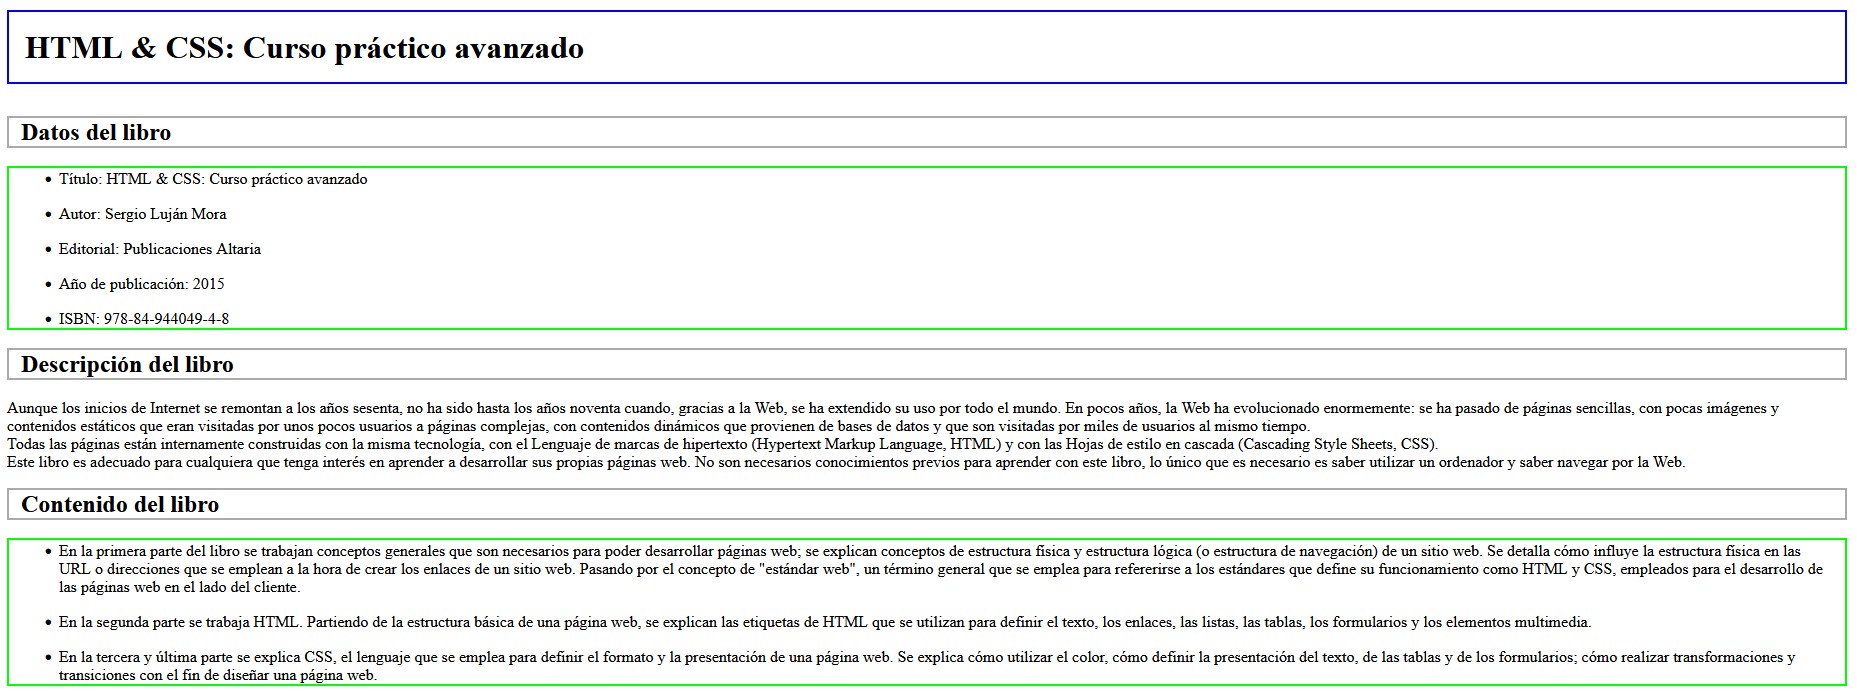 HTML & CSS: Curso práctico avanzado
Datos del libro
• Título: HTML & CSS: Curso práctico avanzado
• Autor: Sergio Luján Mora
• Editorial: Publicaciones Altaria
• Año de publicación: 2015
• ISBN: 978-84-944049-4-8
Descripción del libro
Aunque los inicios de Internet se remontan a los años sesenta, no ha sido hasta los años noventa cuando, gracias a la Web, se ha extendido su uso por todo el mundo. En pocos años, la Web ha evolucionado enormemente: se ha pasado de páginas sencillas, con pocas imágenes y
contenidos estáticos que eran visitadas por unos pocos usuarios a páginas complejas, con contenidos dinámicos que provienen de bases de datos y que son visitadas por miles de usuarios al mismo tiempo.
Todas las páginas están internamente construidas con la misma tecnología, con el Lenguaje de marcas de hipertexto (Hypertext Markup Language, HTML) y con las Hojas de estilo en cascada (Cascading Style Sheets, CSS).
Este libro es adecuado para cualquiera que tenga interés en aprender a desarrollar sus propias páginas web. No son necesarios conocimientos previos para aprender con este libro, lo único que es necesario es saber utilizar un ordenador y saber navegar por la Web.
Contenido del libro
• En la primera parte del libro se trabajan conceptos generales que son necesarios para poder desarrollar páginas web; se explican conceptos de estructura física y estructura lógica (o estructura de navegación) de un sitio web. Se detalla cómo influye la estructura física en las
URL o direcciones que se emplean a la hora de crear los enlaces de un sitio web. Pasando por el concepto de "estándar web", un término general que se emplea para refererirse a los estándares que define su funcionamiento como HTML y CSS, empleados para el desarrollo de
las páginas web en el lado del cliente.
• En la segunda parte se trabaja HTML. Partiendo de la estructura básica de una página web, se explican las etiquetas de HTML que se utilizan para definir el texto, los enlaces, las listas, las tablas, los formularios y los elementos multimedia.
• En la tercera y última parte se explica CSS, el lenguaje que se emplea para definir el formato y la presentación de una página web. Se explica cómo utilizar el color, cómo definir la presentación del texto, de las tablas y de los formularios; cómo realizar transformaciones y
transiciones con el fin de diseñar una página web.